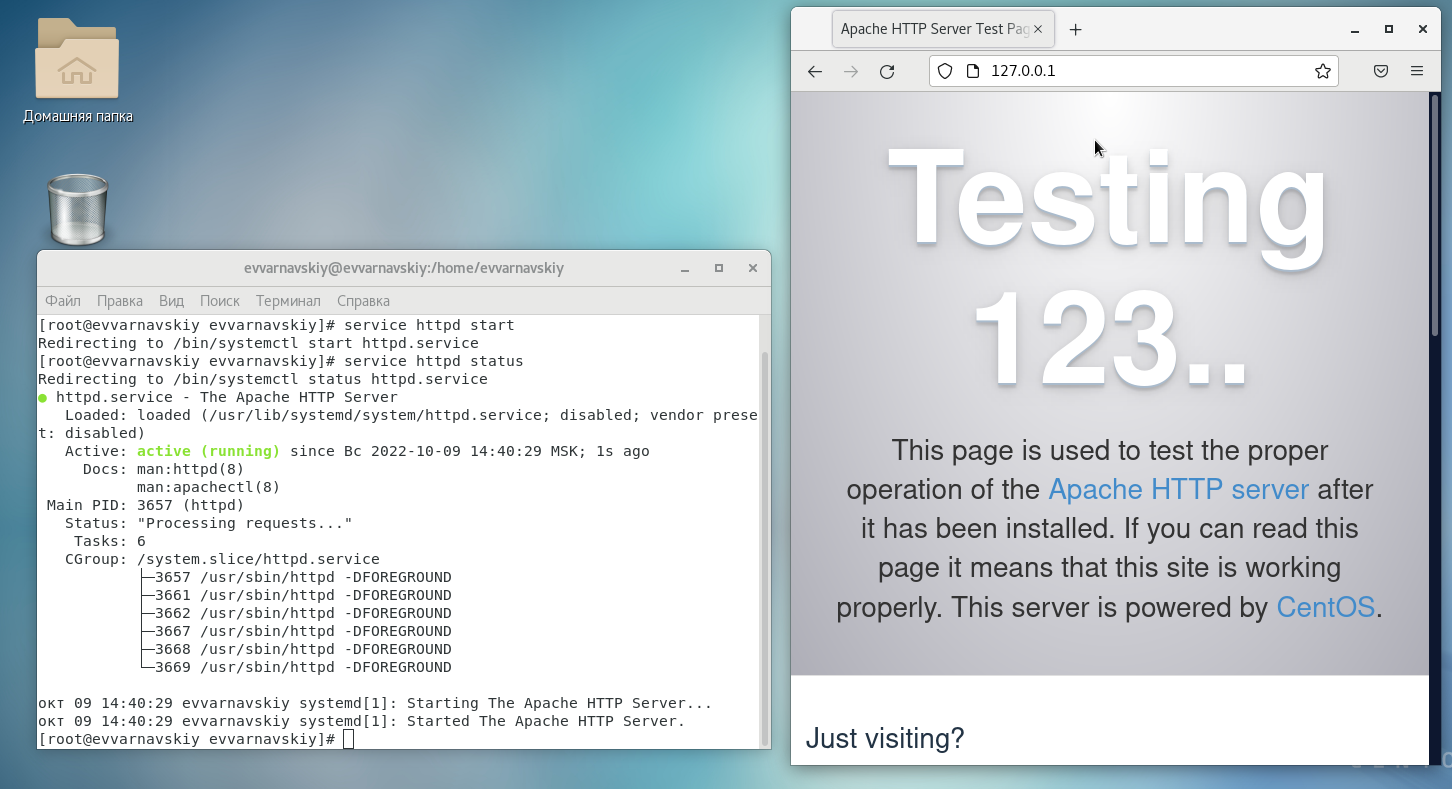 Домашняя папка
evvarnavskiy@evvarnavskiy:/home/evvarnavskiy
Файл Правка Вид Поиск Терминал Справка
[root@evvarnavskiy evvarnavskiy]# service httpd start
Redirecting to /bin/systemctl start httpd.service
[root@evvarnavskiy evvarnavskiy]# service httpd status
Redirecting to /bin/systemctl status httpd.service
● httpd.service - The Apache HTTP Server
   Loaded: loaded (/usr/lib/systemd/system/httpd.service; disabled; vendor prese
t: disabled)
   Active: active (running) since Вс 2022-10-09 14:40:29 MSK; 1s ago
     Docs: man:httpd(8)
           man:apachectl(8)
 Main PID: 3657 (httpd)
   Status: "Processing requests..."
    Tasks: 6
   CGroup: /system.slice/httpd.service
           ├─3657 /usr/sbin/httpd -DFOREGROUND
           ├─3661 /usr/sbin/httpd -DFOREGROUND
           ├─3662 /usr/sbin/httpd -DFOREGROUND
           ├─3667 /usr/sbin/httpd -DFOREGROUND
           ├─3668 /usr/sbin/httpd -DFOREGROUND
           └─3669 /usr/sbin/httpd -DFOREGROUND
окт 09 14:40:29 evvarnavskiy systemd[1]: Starting The Apache HTTP Server...
окт 09 14:40:29 evvarnavskiy systemd[1]: Started The Apache HTTP Server.
[root@evvarnavskiy evvarnavskiy]#
Apache HTTP Server Test Pag
127.0.0.1
Testing
123..
This page is used to test the proper
operation of the Apache HTTP server after
it has been installed. If you can read this
page it means that this site is working
properly. This server is powered by CentOS.
Just visiting?